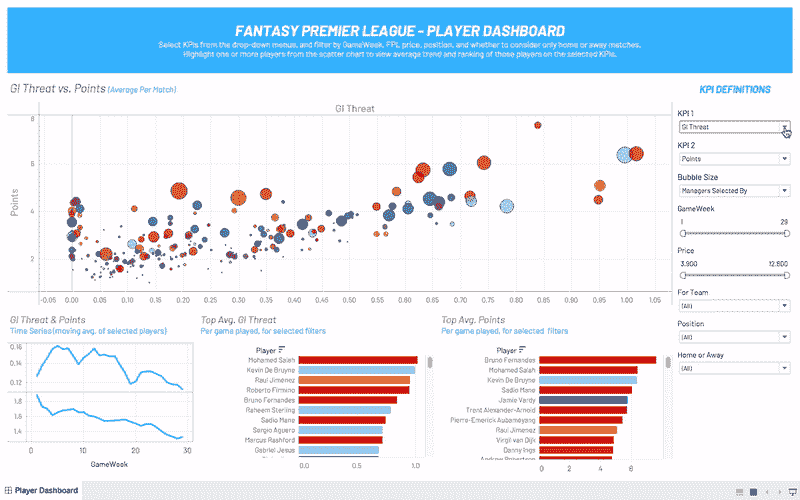 FANTASY PREMIER LEAGUE - PLAYER DASHBOARD
Select KPIs from the drop-down menus, and filter by GameWeek, FPL price, position, and whether to consider only home or away matches.
Highlight one or more players from the scatter chart to view average trend and ranking of those players on the selected KPIs.
GI Threat vs. Points (Average Per Match)
GI Threat
8
6
4
2
Points
-0.05 0.00 0.05 0.10 0.15 0.20 0.25 0.30 0.35 0.40 0.45 0.50 0.55 0.60 0.65 0.70 0.75 0.80 0.85 0.90 0.95 1.00 1.05
KPI DEFINITIONS
KPI 1
GI Threat
KPI 2
Points
Bubble Size
Managers Selected By
GameWeek
1 29
Price
3.900 12.500
For Team
(All)
Position
(All)
Home or Away
(All)
GI Threat & Points
Time Series (moving avg. of selected players)
0.16
0.14
0.12
1.8
1.6
1.4
0 10 20 30
GameWeek
Top Avg. GI Threat
Per game played, for selected filters
Player
Mohamed Salah
Kevin De Bruyne
Raul Jiminez
Roberto Firmino
Bruno Fernandes
Raheem Sterling
Sadio Mane
Sergio Aguero
Marcus Rashford
Gabriel Jesus
0.0 0.5 1.0
Top Avg. Points
Per game played, for selected filters
Player
Bruno Fernandes
Mohamed Salah
Kevin De Bruyne
Sadio Mane
Jamie Vardy
Trent Alexander-Arnold
Pierre-Emerick Aubameyang
Raul Jiminez
Virgil van Dijk
Danny Ings
Andrew Robertson
0 2 4 6
Player Dashboard